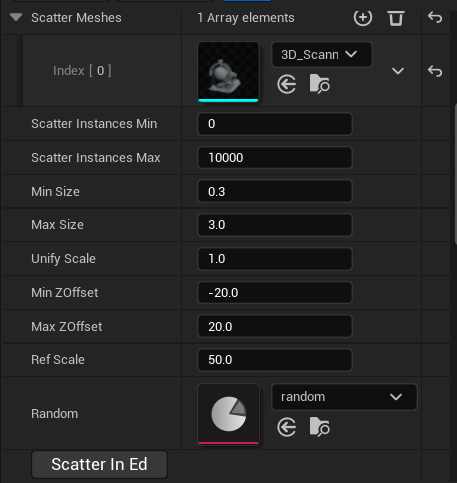 Scatter Meshes 1 Array elements
Index [ 0 ] 3D_Scann
Scatter Instances Min 0
Scatter Instances Max 10000
Min Size 0.3
Max Size 3.0
Unify Scale 1.0
Min ZOffset -20.0
Max ZOffset 20.0
Ref Scale 50.0
Random random
Scatter In Ed